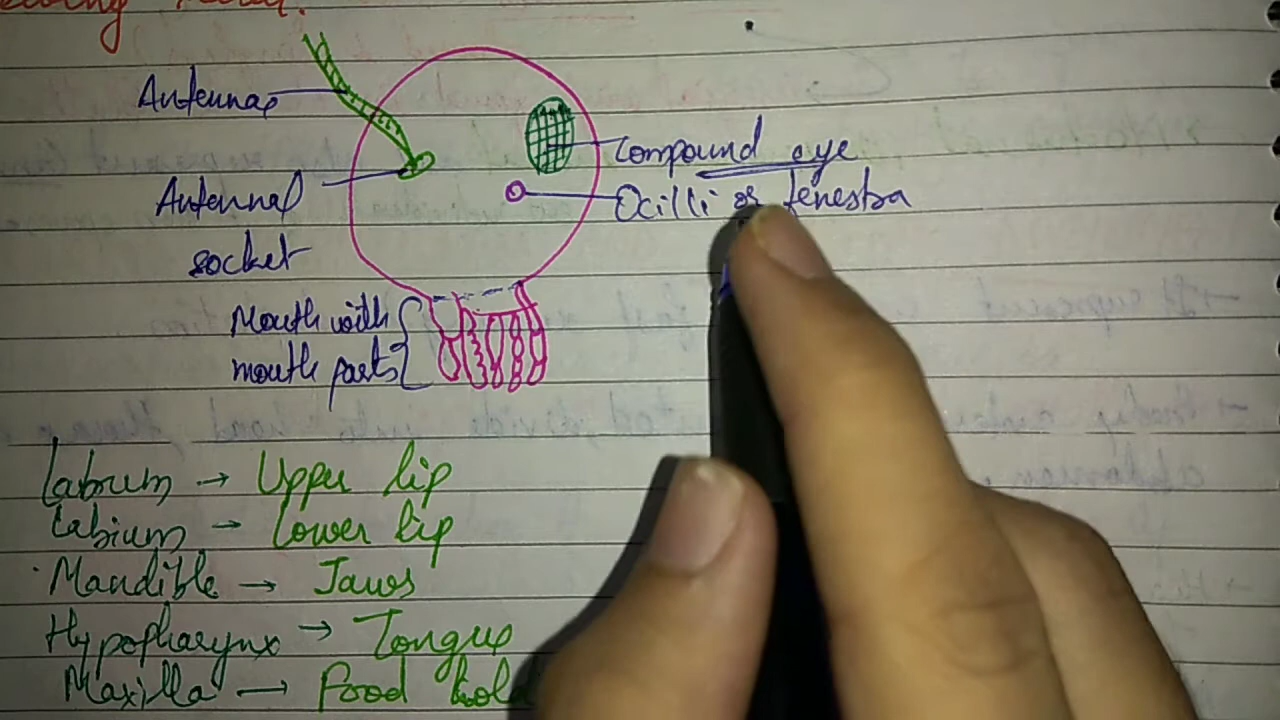 Antennae
Compound eye
Antennal
socket
Ocilli or fenestra
Mouth with
mouth parts
Labrum → Upper lip
Labium → Lower lip
Mandible → Jaws
Hypopharynx → Tongue
Maxilla → Food